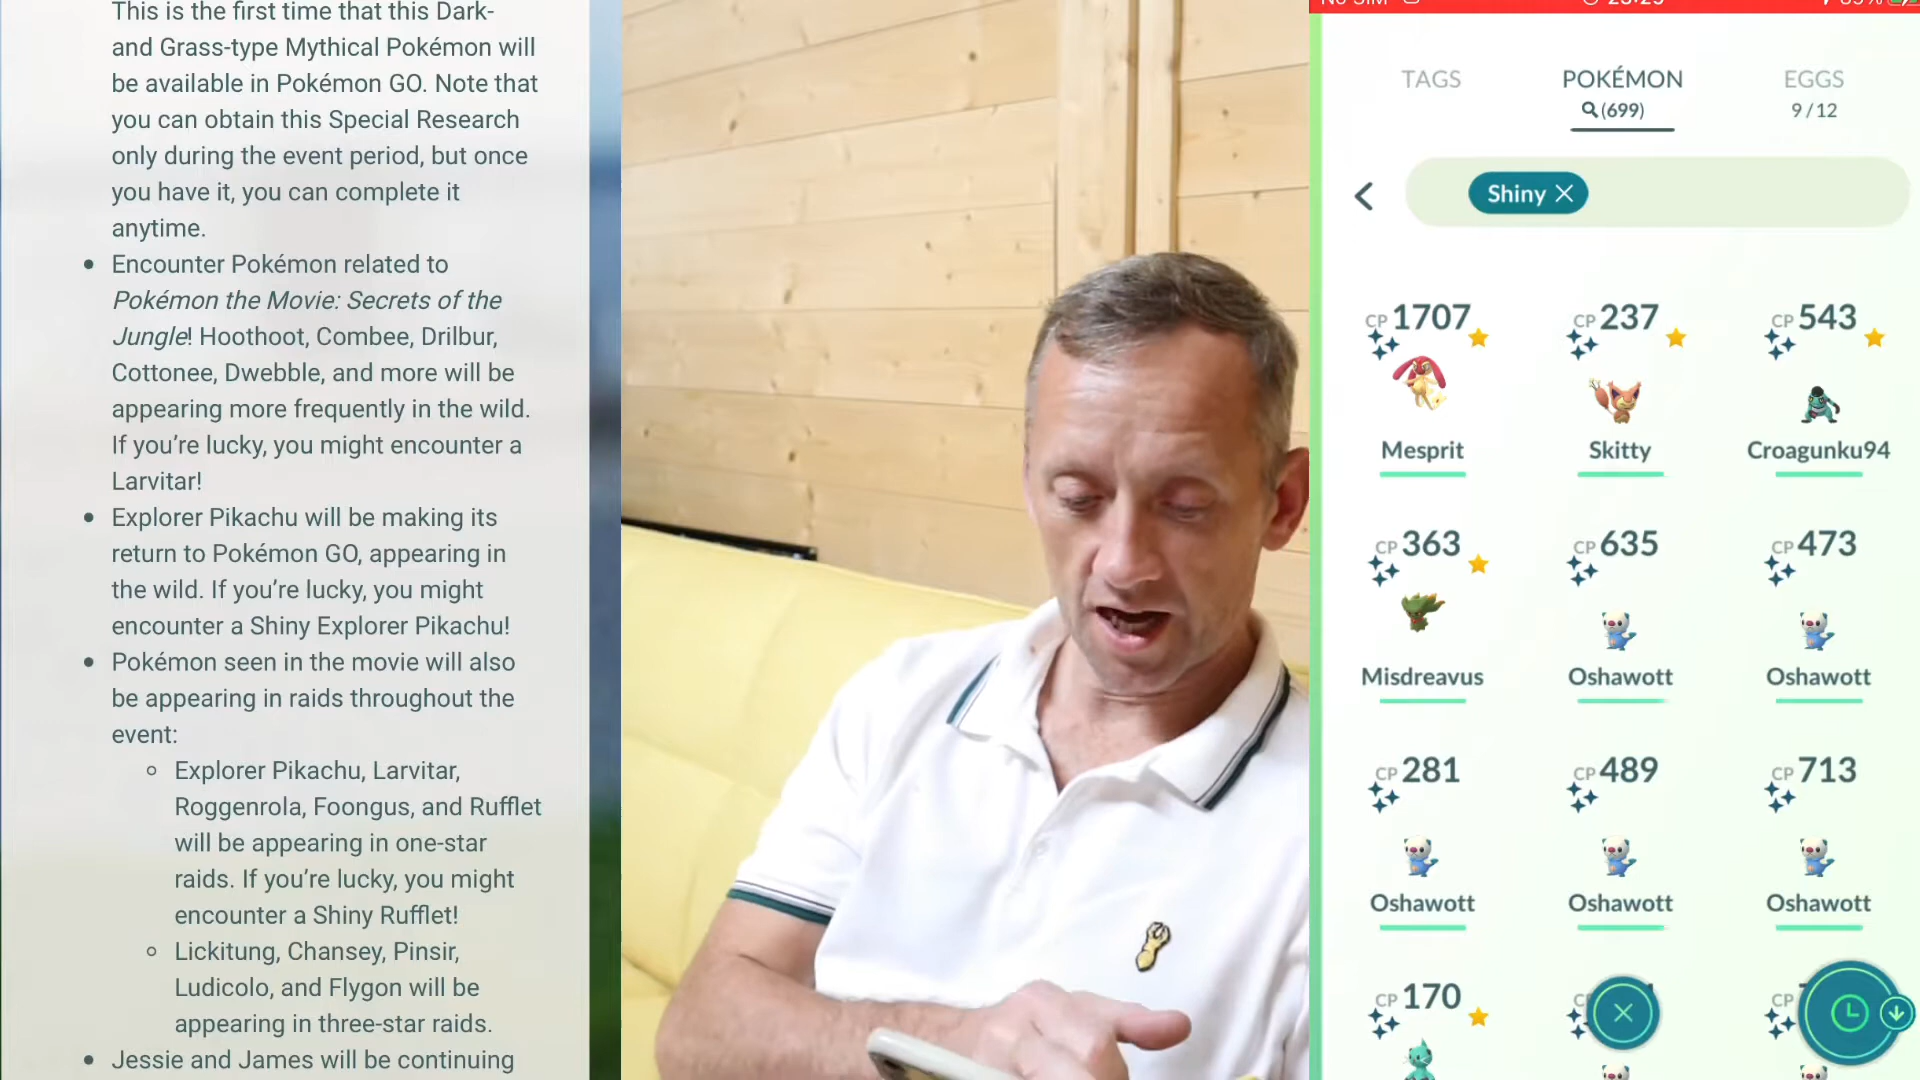 This is the first time that this Dark-
and Grass-type Mythical Pokémon will
be available in Pokémon GO. Note that
you can obtain this Special Research
only during the event period, but once
you have it, you can complete it
anytime.
• Encounter Pokémon related to
Pokémon the Movie: Secrets of the
Jungle! Hoothoot, Combee, Drilbur,
Cottonee, Dwebble, and more will be
appearing more frequently in the wild.
If you're lucky, you might encounter a
Larvitar!
• Explorer Pikachu will be making its
return to Pokémon GO, appearing in
the wild. If you're lucky, you might
encounter a Shiny Explorer Pikachu!
• Pokémon seen in the movie will also
be appearing in raids throughout the
event:
◦ Explorer Pikachu, Larvitar,
Roggenrola, Foongus, and Rufflet
will be appearing in one-star
raids. If you're lucky, you might
encounter a Shiny Rufflet!
◦ Lickitung, Chansey, Pinsir,
Ludicolo, and Flygon will be
appearing in three-star raids.
• Jessie and James will be continuing
No SIM
TAGS POKÉMON EGGS
(699) 9/12
Shiny
CP 1707 CP 237 CP 543
Mesprit Skitty Croagunku94
CP 363 CP 635 CP 473
Misdreavus Oshawott Oshawott
CP 281 CP 489 CP 713
Oshawott Oshawott Oshawott
CP 170 CP